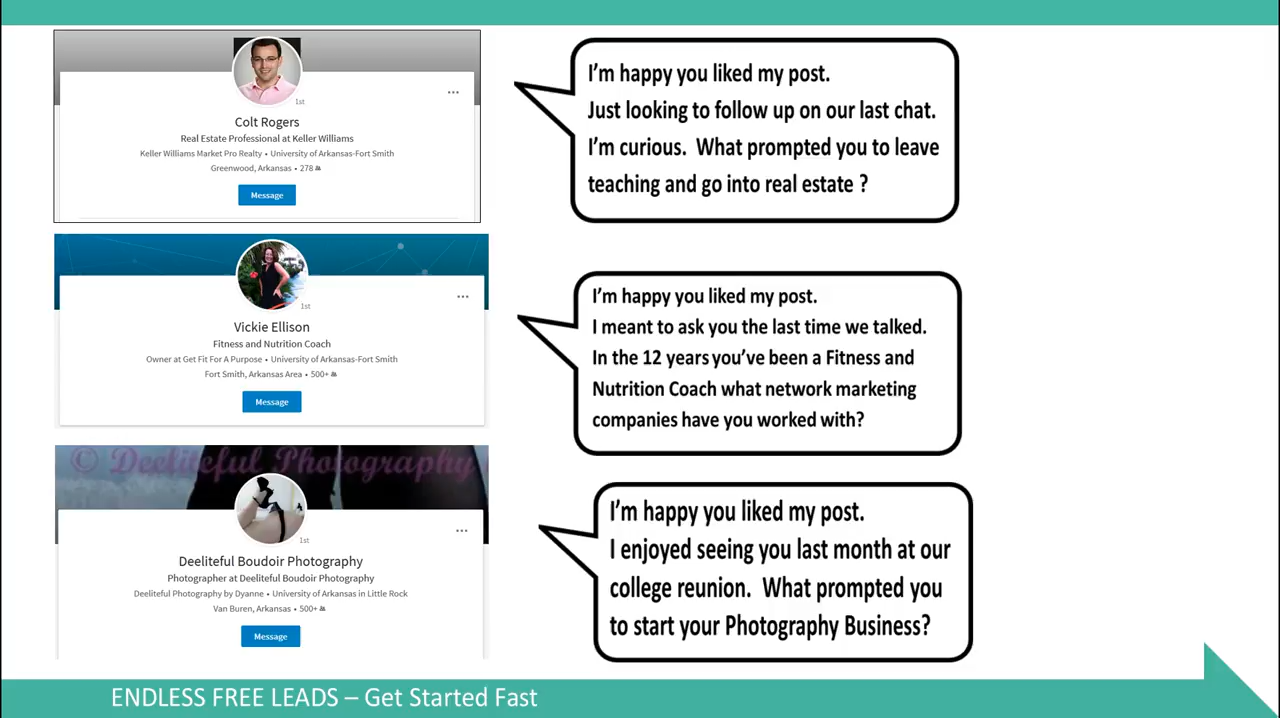 1st
Colt Rogers
Real Estate Professional at Keller Williams
Keller Williams Market Pro Realty • University of Arkansas-Fort Smith
Greenwood, Arkansas • 278
Message
I'm happy you liked my post.
Just looking to follow up on our last chat.
I'm curious. What prompted you to leave
teaching and go into real estate ?
1st
Vickie Ellison
Fitness and Nutrition Coach
Owner at Get Fit For A Purpose • University of Arkansas-Fort Smith
Fort Smith, Arkansas Area • 500+
Message
I'm happy you liked my post.
I meant to ask you the last time we talked.
In the 12 years you've been a Fitness and
Nutrition Coach what network marketing
companies have you worked with?
© Deeliteful Photography
1st
Deeliteful Boudoir Photography
Photographer at Deeliteful Boudoir Photography
Deeliteful Photography by Dyanne • University of Arkansas in Little Rock
Van Buren, Arkansas • 500+
Message
I'm happy you liked my post.
I enjoyed seeing you last month at our
college reunion. What prompted you
to start your Photography Business?
ENDLESS FREE LEADS – Get Started Fast